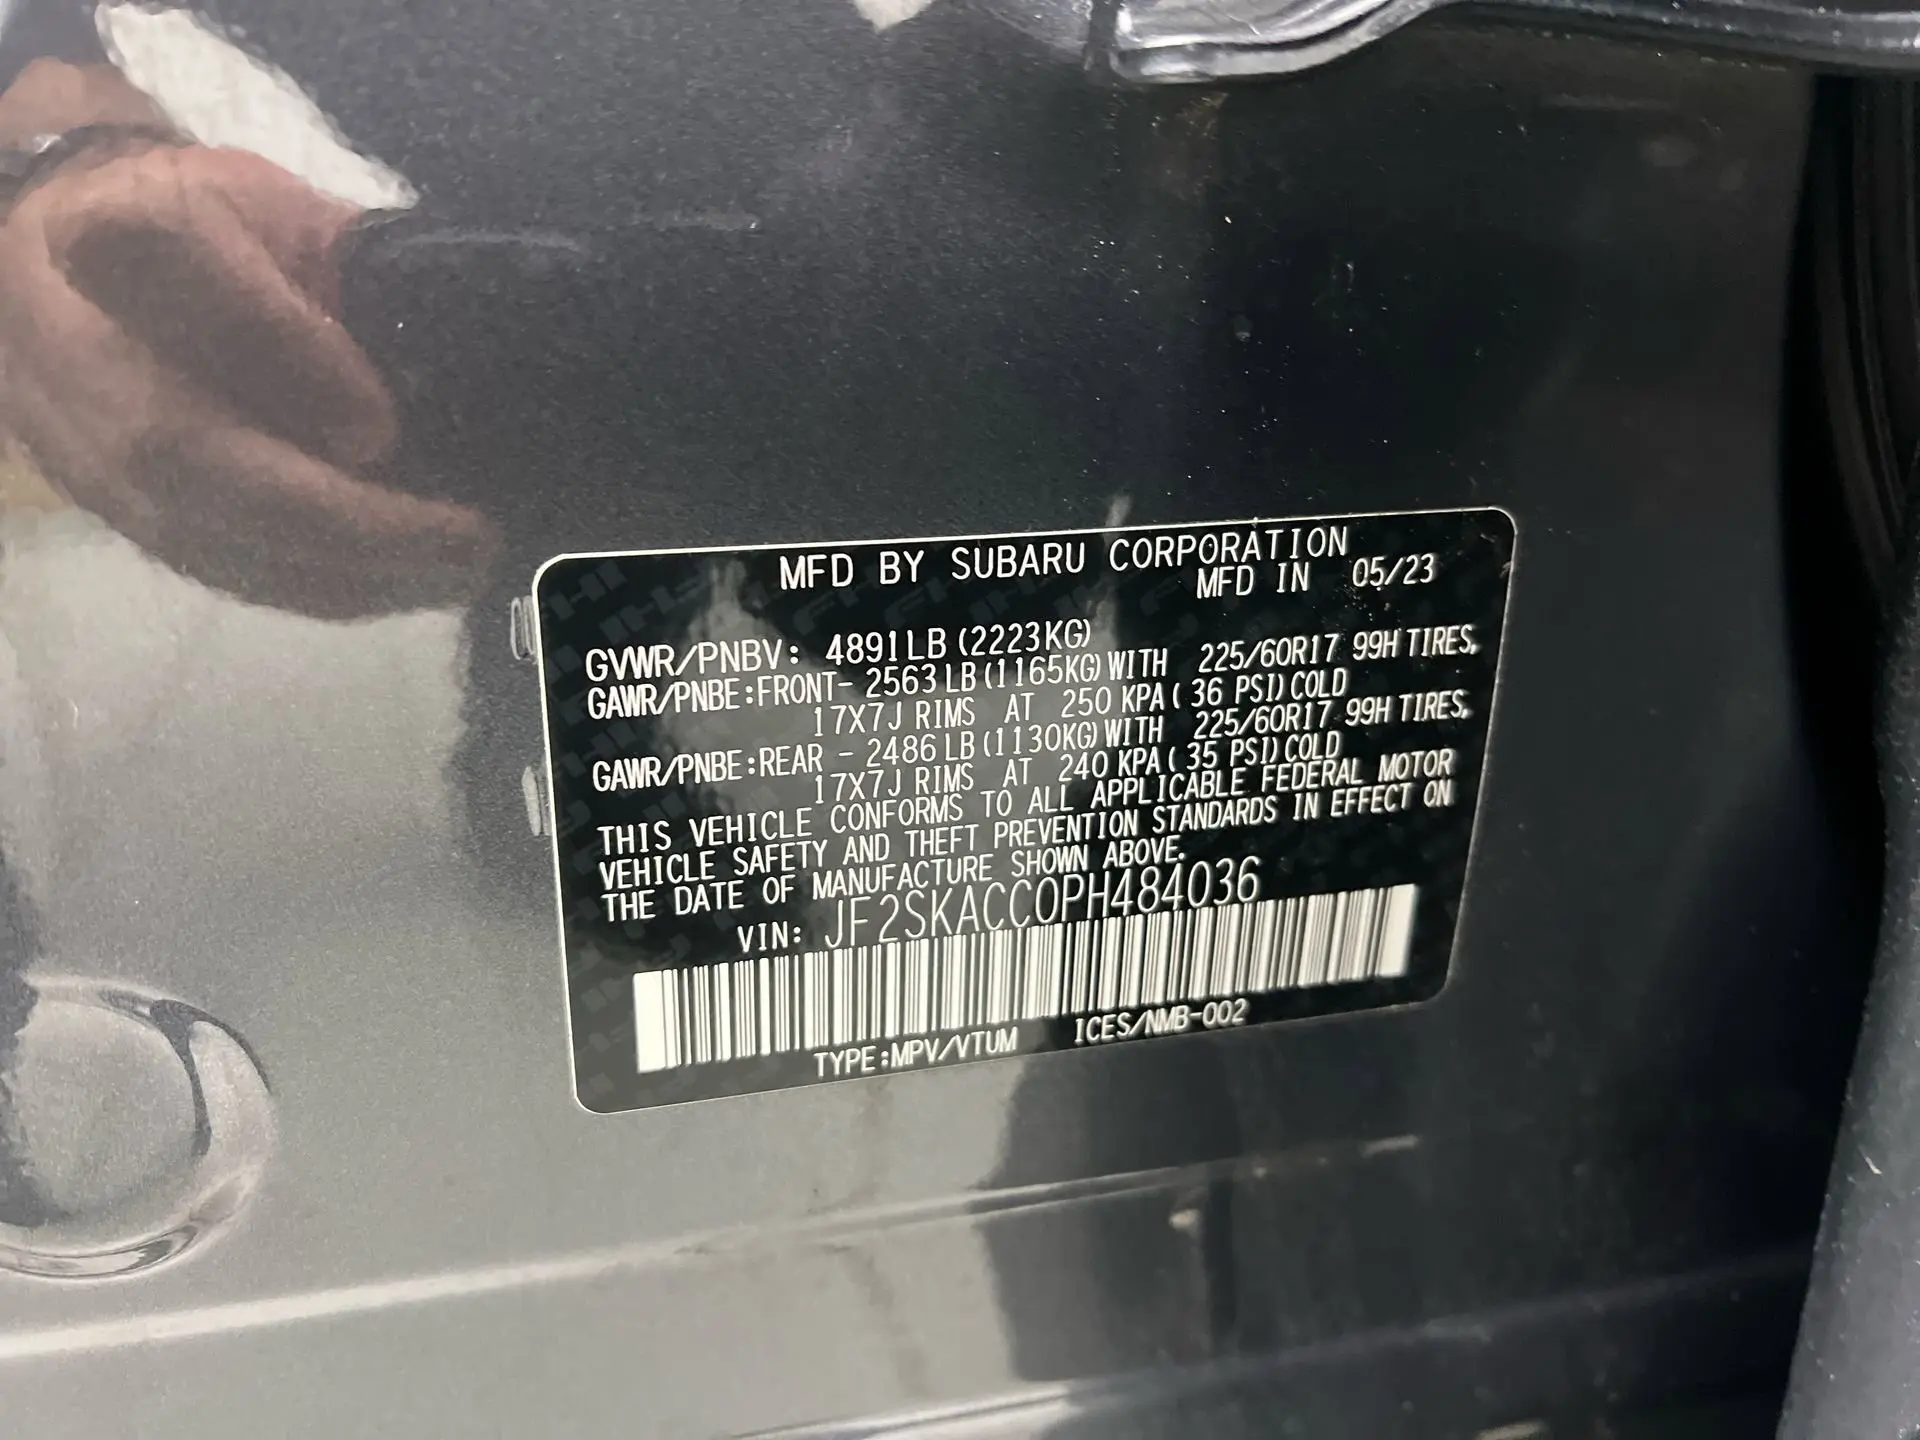 MFD BY SUBARU CORPORATION
MFD IN 05/23
GVWR/PNBV: 4891LB (2223KG)
GAWR/PNBE:FRONT- 2563LB (1165KG) WITH 225/60R17 99H TIRES,
17X7J RIMS AT 250 KPA ( 36 PSI) COLD
GAWR/PNBE:REAR - 2486LB (1130KG) WITH 225/60R17 99H TIRES,
17X7J RIMS AT 240 KPA ( 35 PSI) COLD
THIS VEHICLE CONFORMS TO ALL APPLICABLE FEDERAL MOTOR
VEHICLE SAFETY AND THEFT PREVENTION STANDARDS IN EFFECT ON
THE DATE OF MANUFACTURE SHOWN ABOVE.
VIN: JF2SKACC0PH484036
TYPE:MPV/VTUM ICES/NMB-002